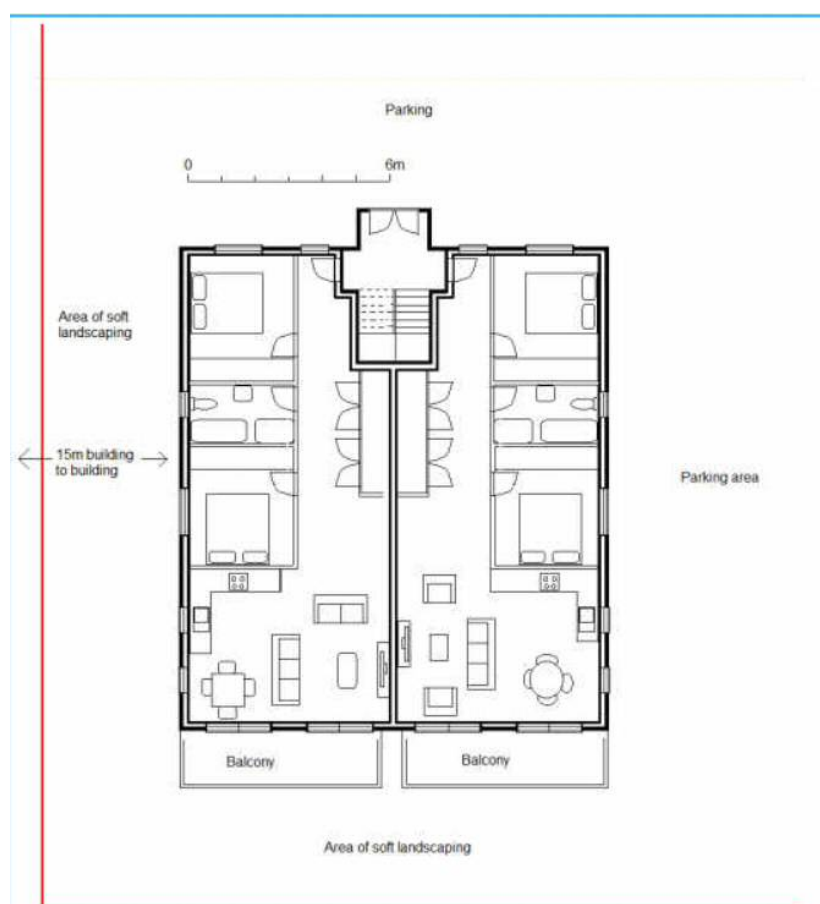 Parking
0 6m
Area of soft
landscaping
15m building
to building
Parking area
Balcony
Balcony
Area of soft landscaping